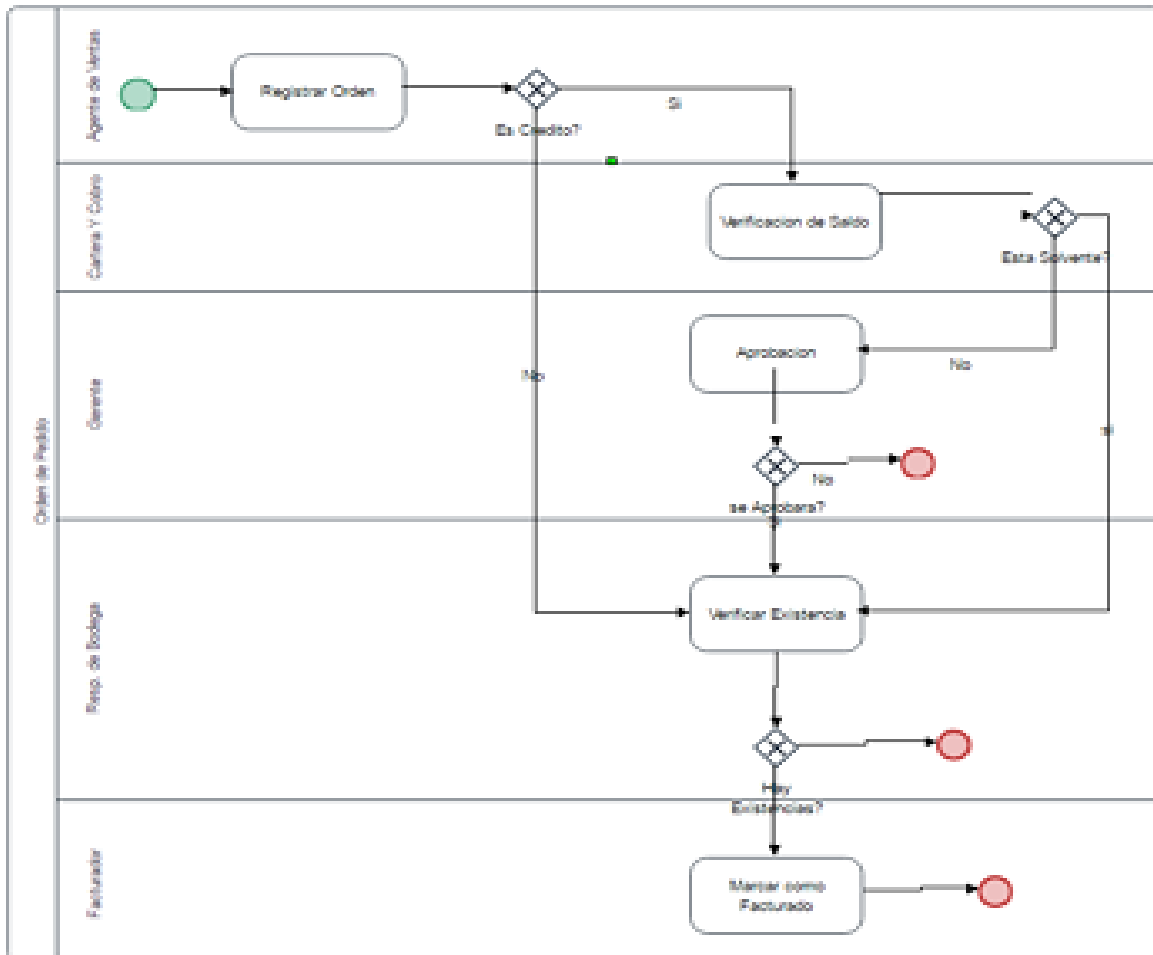 Orden de Pedido
Agente de Ventas
Registrar Orden
Es Credito?
Si
Cartera Y Cobro
Verificacion de Saldo
Esta Solvente?
Gerente
Aprobacion
No
No
si
se Aprobara?
No
Resp. de Bodega
Verificar Existencia
Hay
Existencias?
Facturador
Marcar como
Facturado